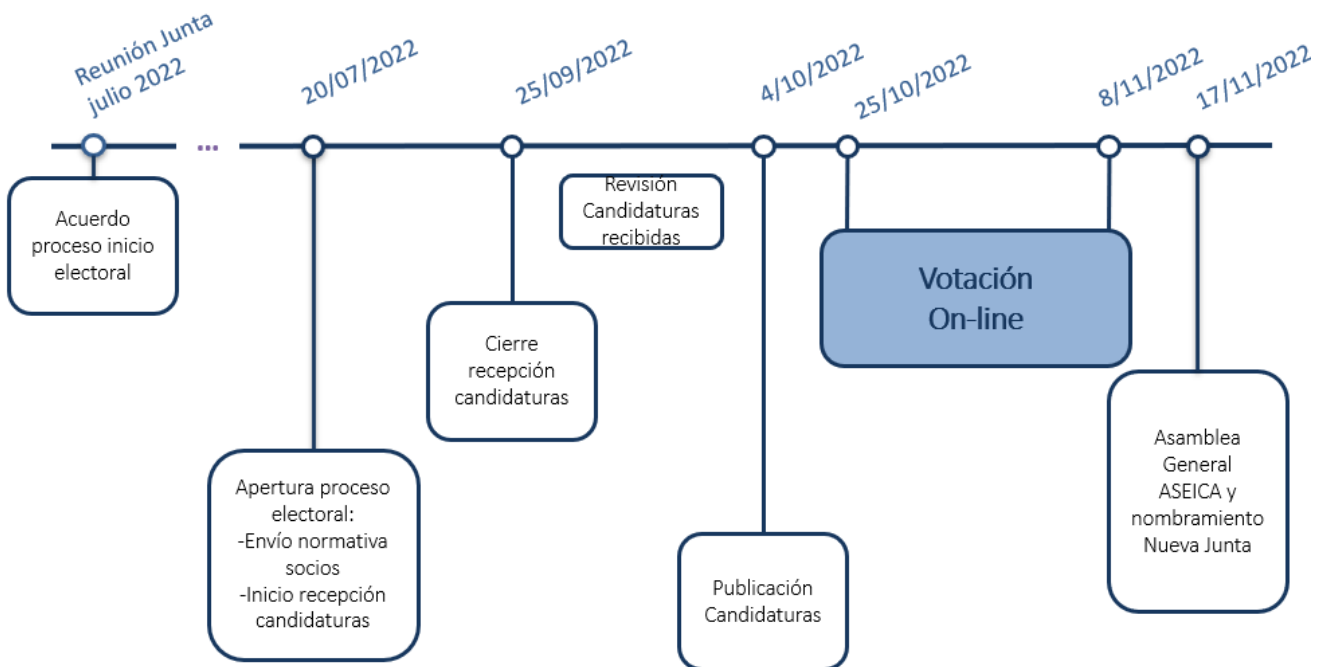 Reunión Junta
julio 2022
20/07/2022
25/09/2022
4/10/2022
25/10/2022
8/11/2022
17/11/2022
...
Acuerdo
proceso inicio
electoral
Apertura proceso
electoral:
-Envío normativa
socios
-Inicio recepción
candidaturas
Cierre
recepción
candidaturas
Revisión
Candidaturas
recibidas
Publicación
Candidaturas
Votación
On-line
Asamblea
General
ASEICA y
nombramiento
Nueva Junta